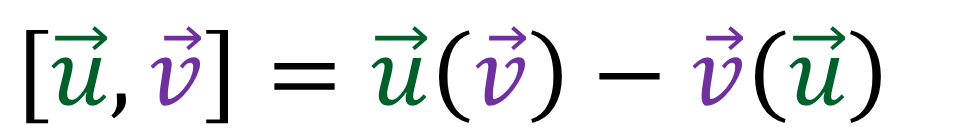 [u⃗, v⃗] = u⃗(v⃗) − v⃗(u⃗)